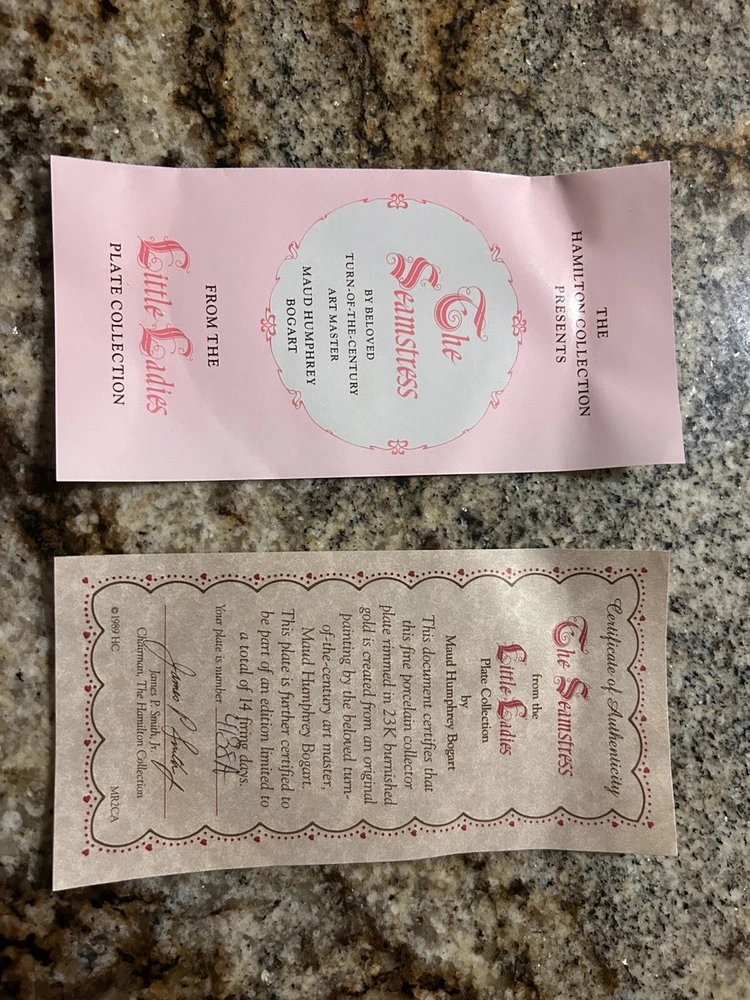 THE
HAMILTON COLLECTION
PRESENTS
The
Seamstress
BY BELOVED
TURN-OF-THE-CENTURY
ART MASTER
MAUD HUMPHREY
BOGART
FROM THE
Little Ladies
PLATE COLLECTION
Certificate of Authenticity
The Seamstress
from the
Little Ladies
Plate Collection
by
Maud Humphrey Bogart
This document certifies that
this fine porcelain collector
plate rimmed in 23K burnished
gold is created from an original
painting by the beloved turn-
of-the-century art master,
Maud Humphrey Bogart.
This plate is further certified to
be part of an edition limited to
a total of 14 firing days.
Your plate is number
James P. Smith, Jr.
Chairman, The Hamilton Collection
©1989 HC
MR2CA